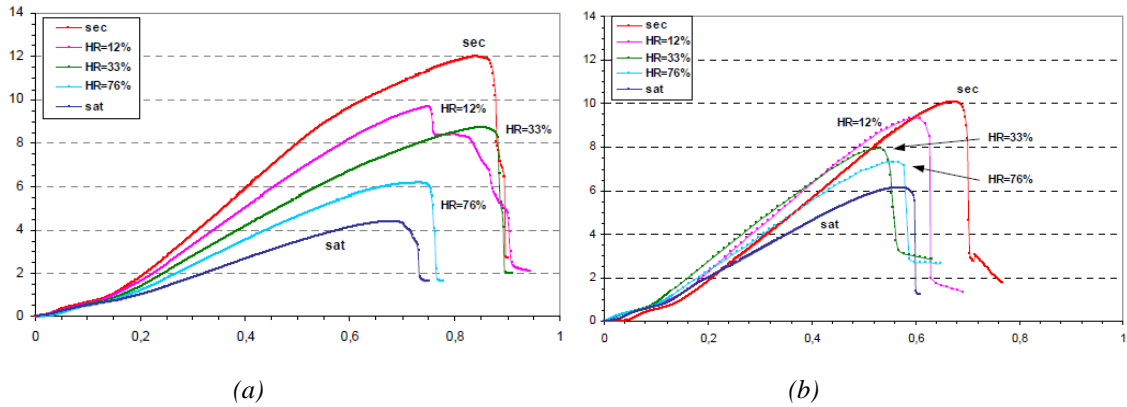 14
12
10
8
6
4
2
0
0
0,2
0,4
0,6
0,8
1
sec
HR=12%
HR=33%
HR=76%
sat
sec
HR=12%
HR=33%
HR=76%
sat
(a)
14
12
10
8
6
4
2
0
0
0,2
0,4
0,6
0,8
1
sec
HR=12%
HR=33%
HR=76%
sat
sec
HR=12%
HR=33%
HR=76%
sat
(b)